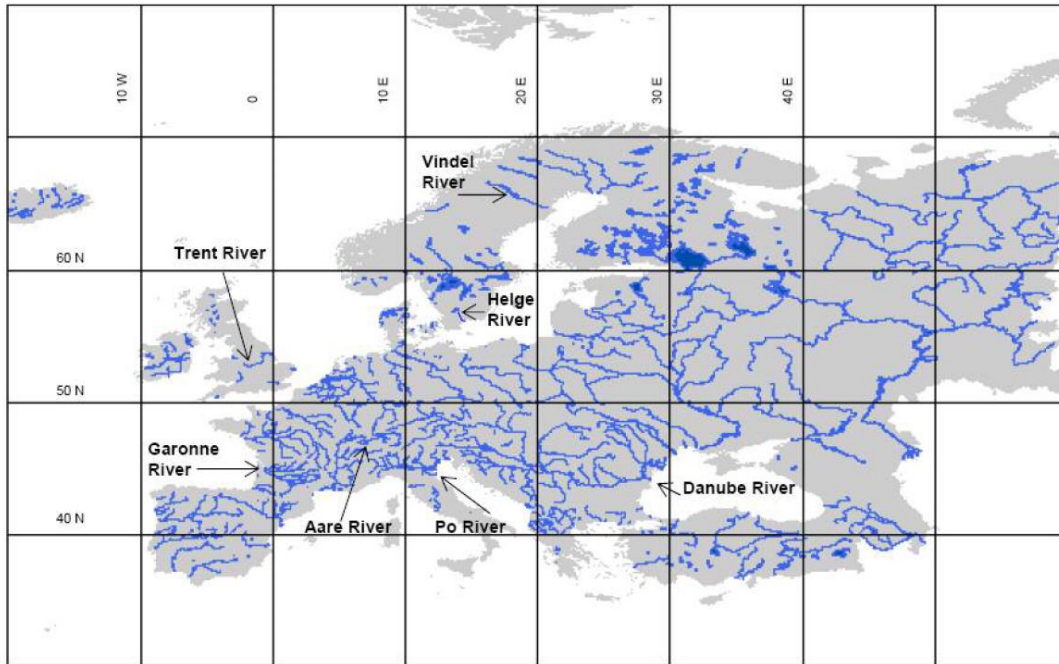 10 W
0
10 E
20 E
30 E
40 E
Vindel
River
Trent River
60 N
Helge
River
50 N
Garonne
River
Danube River
Aare River
Po River
40 N